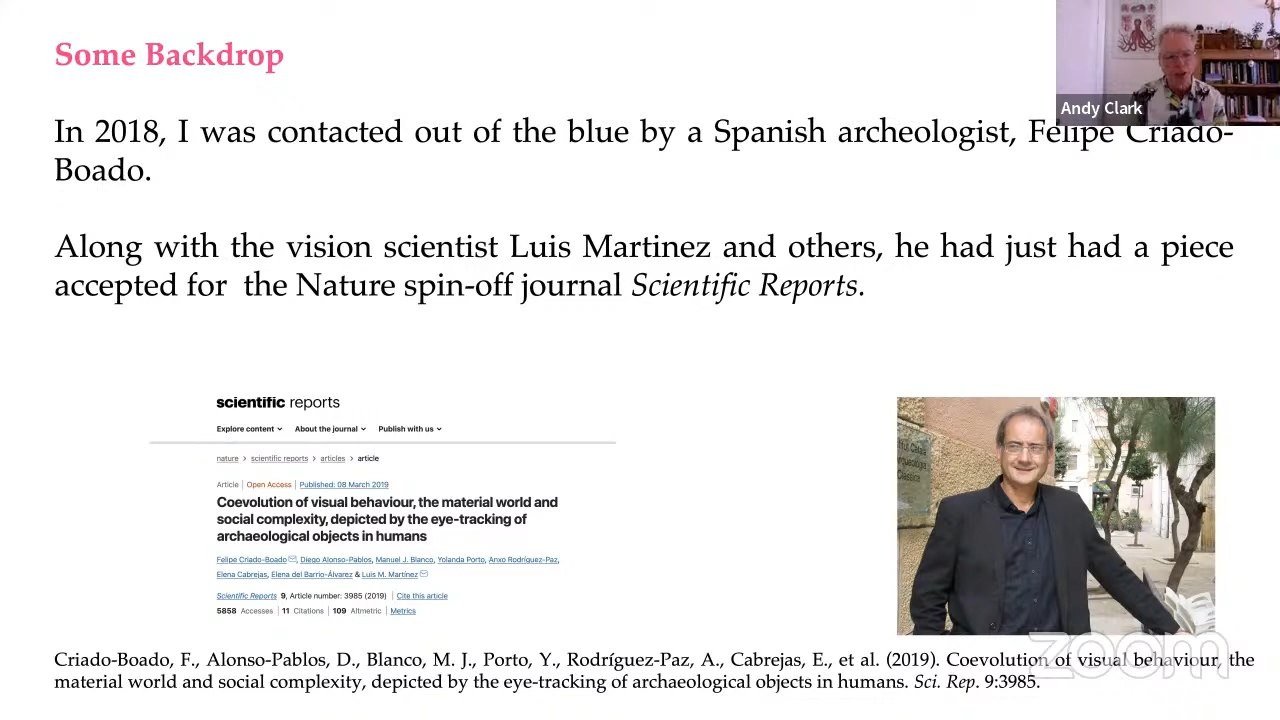 Some Backdrop
Andy Clark
In 2018, I was contacted out of the blue by a Spanish archeologist, Felipe Criado-
Boado.
Along with the vision scientist Luis Martinez and others, he had just had a piece
accepted for the Nature spin-off journal Scientific Reports.
scientific reports
Explore content About the journal Publish with us
nature > scientific reports > articles > article
Article | Open Access | Published: 08 March 2019
Coevolution of visual behaviour, the material world and
social complexity, depicted by the eye-tracking of
archaeological objects in humans
Felipe Criado-Boado, Diego Alonso-Pablos, Manuel J. Blanco, Yolanda Porto, Anxo Rodríguez-Paz,
Elena Cabrejas, Elena del Barrio-Álvarez & Luis M. Martínez
Scientific Reports 9, Article number: 3985 (2019) | Cite this article
5858 Accesses | 11 Citations | 109 Altmetric | Metrics
zoom
Criado-Boado, F., Alonso-Pablos, D., Blanco, M. J., Porto, Y., Rodríguez-Paz, A., Cabrejas, E., et al. (2019). Coevolution of visual behaviour, the
material world and social complexity, depicted by the eye-tracking of archaeological objects in humans. Sci. Rep. 9:3985.